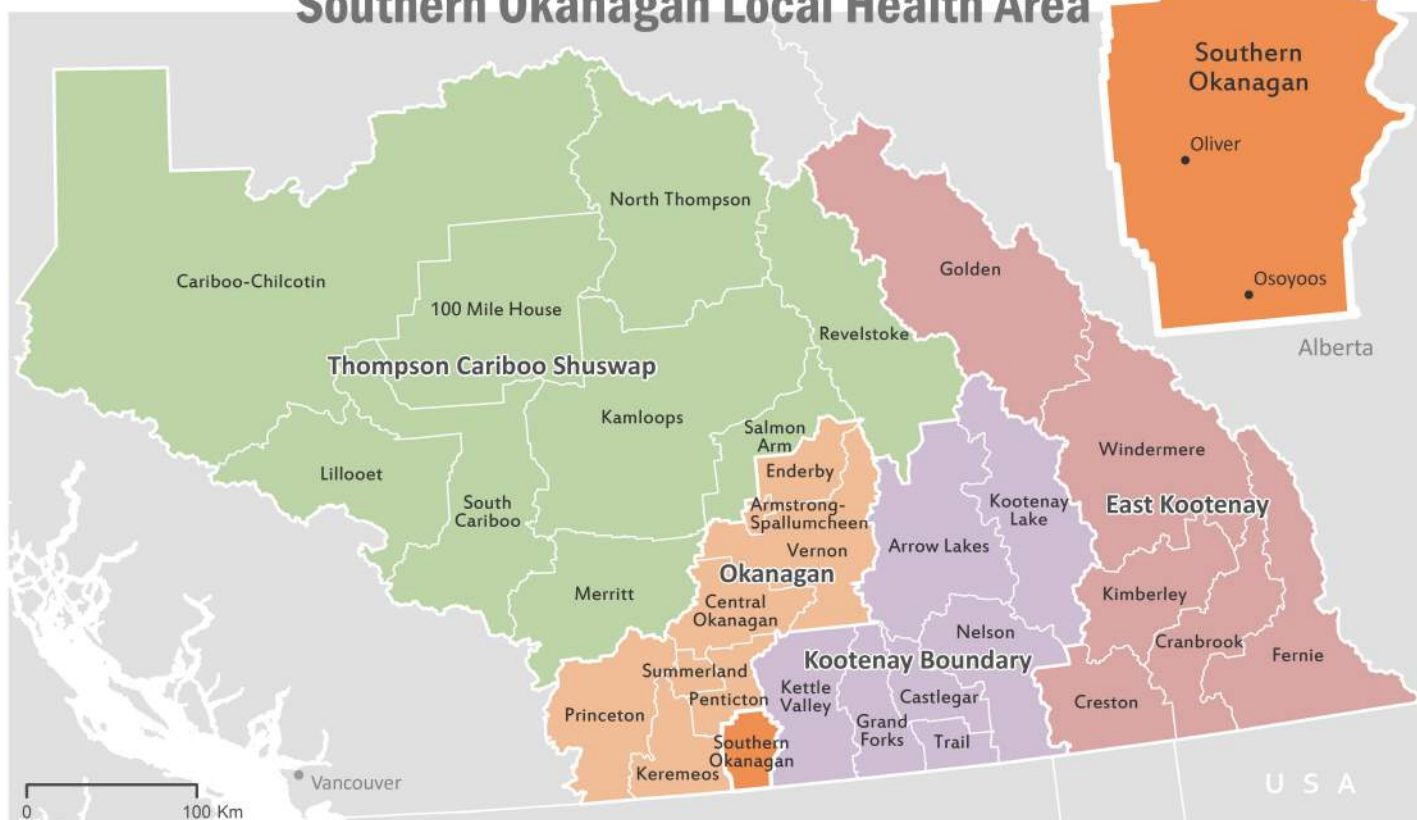 Southern Okanagan Local Health Area
Southern
Okanagan
Oliver
Osoyoos
Alberta
North Thompson
Cariboo-Chilcotin
100 Mile House
Golden
Revelstoke
Thompson Cariboo Shuswap
Kamloops
Salmon
Arm
Lillooet
South
Cariboo
Enderby
Armstrong-
Spallumcheen
Vernon
Okanagan
Merritt
Central
Okanagan
Windermere
East Kootenay
Kootenay
Lake
Arrow Lakes
Kimberley
Cranbrook
Fernie
Creston
Nelson
Kootenay Boundary
Summerland
Penticton
Princeton
Keremeos
Southern
Okanagan
Kettle
Valley
Grand
Forks
Castlegar
Trail
Vancouver
USA
0
100 Km